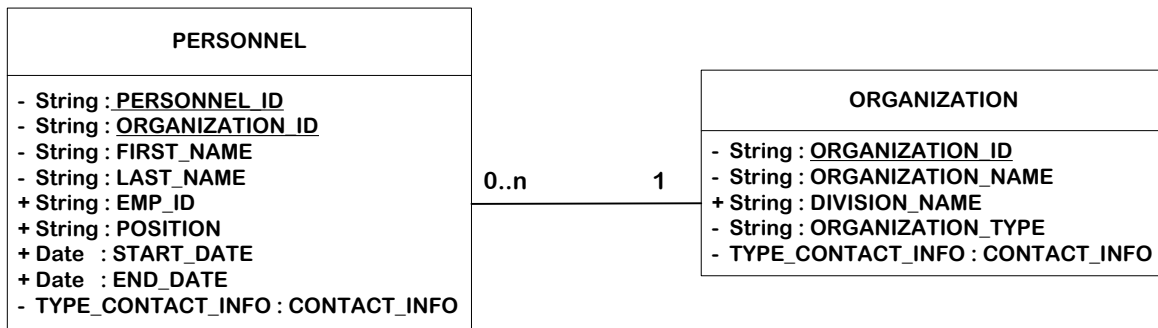 PERSONNEL
- String : PERSONNEL_ID
- String : ORGANIZATION_ID
- String : FIRST_NAME
- String : LAST_NAME
+ String : EMP_ID
+ String : POSITION
+ Date : START_DATE
+ Date : END_DATE
- TYPE_CONTACT_INFO : CONTACT_INFO
0..n 1
ORGANIZATION
- String : ORGANIZATION_ID
- String : ORGANIZATION_NAME
+ String : DIVISION_NAME
- String : ORGANIZATION_TYPE
- TYPE_CONTACT_INFO : CONTACT_INFO